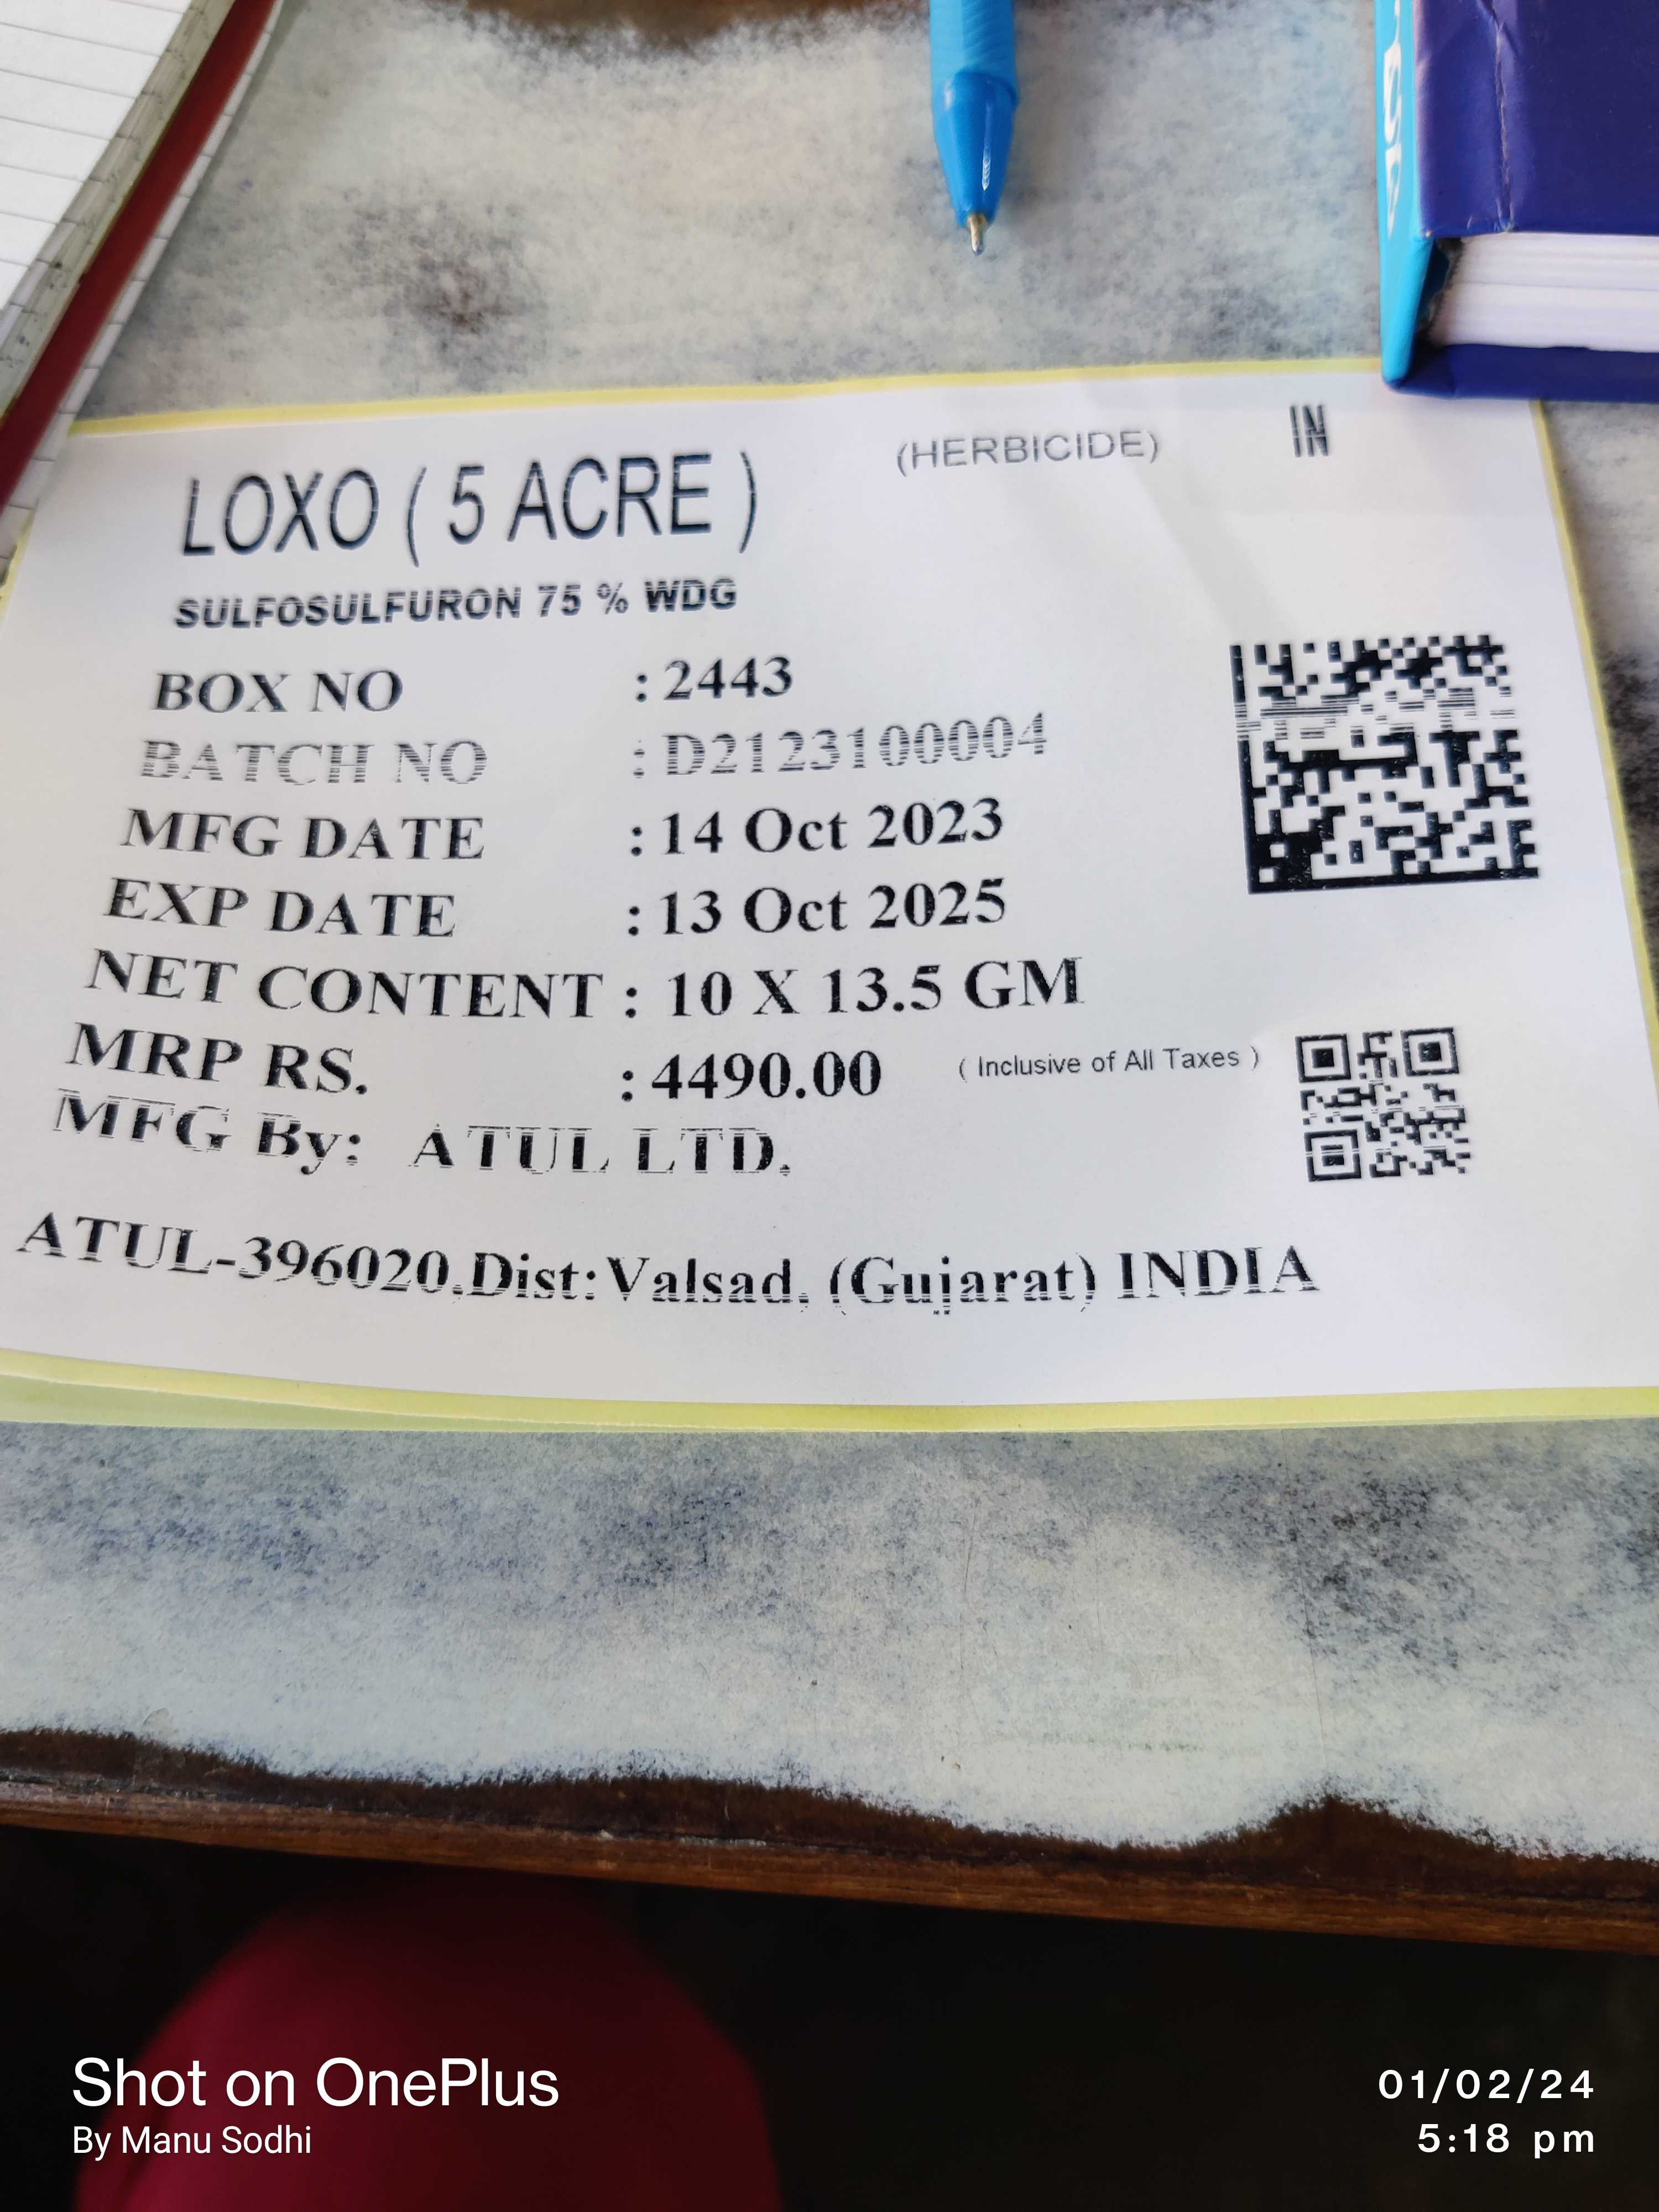 (HERBICIDE) IN
LOXO ( 5 ACRE )
SULFOSULFURON 75 % WDG
BOX NO : 2443
BATCH NO : D2123100004
MFG DATE : 14 Oct 2023
EXP DATE : 13 Oct 2025
NET CONTENT : 10 X 13.5 GM
MRP RS. : 4490.00 ( Inclusive of All Taxes )
MFG By: ATUL LTD.
ATUL-396020,Dist:Valsad, (Gujarat) INDIA
Shot on OnePlus
By Manu Sodhi
01/02/24
5:18 pm